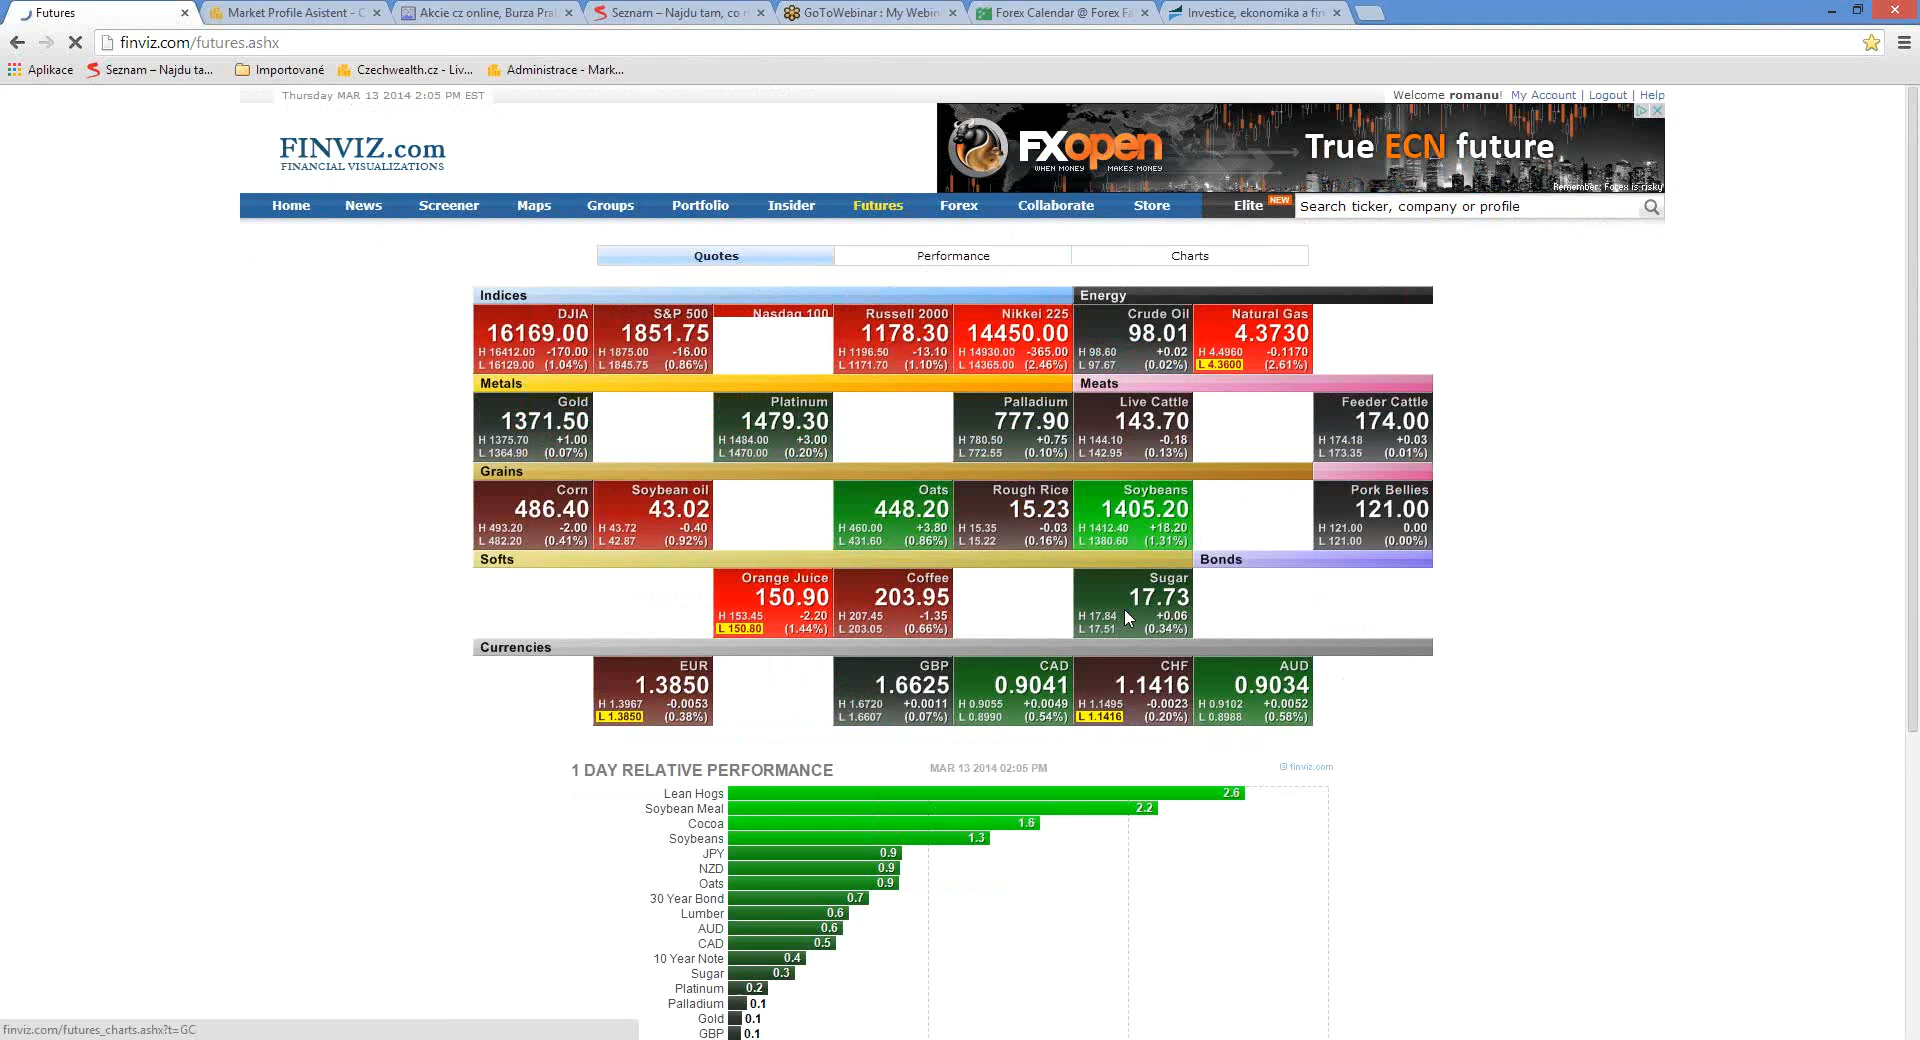 Futures
Market Profile Asistent - C
Akcie cz online, Burza Pra
Seznam – Najdu tam, co
GoToWebinar : My Webin
Forex Calendar @ Forex Fa
Investice, ekonomika a fin
finviz.com/futures.ashx
Aplikace
Seznam – Najdu ta...
Importované
Czechwealth.cz - Liv...
Administrace - Mark...
Thursday MAR 13 2014 2:05 PM EST
Welcome romanu! My Account | Logout | Help
FINVIZ.com
FINANCIAL VISUALIZATIONS
FXopen
WHEN MONEY MAKES MONEY
True ECN future
Remember: Forex is risky!
Home News Screener Maps Groups Portfolio Insider Futures Forex Collaborate Store Elite NEW
Search ticker, company or profile
Quotes Performance Charts
Indices Energy
DJIA S&P 500 Nasdaq 100 Russell 2000 Nikkei 225 Crude Oil Natural Gas
16169.00 1851.75 1178.30 14450.00 98.01 4.3730
H 16412.00 -170.00 H 1875.00 -16.00 H 1196.50 -13.10 H 14930.00 -365.00 H 98.60 +0.02 H 4.4960 -0.1170
L 16129.00 (1.04%) L 1845.75 (0.86%) L 1171.70 (1.10%) L 14365.00 (2.46%) L 97.67 (0.02%) L 4.3600 (2.61%)
Metals Meats
Gold Platinum Palladium Live Cattle Feeder Cattle
1371.50 1479.30 777.90 143.70 174.00
H 1375.70 +1.00 H 1484.00 +3.00 H 780.50 +0.75 H 144.10 -0.18 H 174.18 +0.03
L 1364.90 (0.07%) L 1470.00 (0.20%) L 772.55 (0.10%) L 142.95 (0.13%) L 173.35 (0.01%)
Grains
Corn Soybean oil Oats Rough Rice Soybeans Pork Bellies
486.40 43.02 448.20 15.23 1405.20 121.00
H 493.20 -2.00 H 43.72 -0.40 H 460.00 +3.80 H 15.35 -0.03 H 1412.40 +18.20 H 121.00 0.00
L 482.20 (0.41%) L 42.87 (0.92%) L 431.60 (0.86%) L 15.22 (0.16%) L 1380.60 (1.31%) L 121.00 (0.00%)
Softs Bonds
Orange Juice Coffee Sugar
150.90 203.95 17.73
H 153.45 -2.20 H 207.45 -1.35 H 17.84 +0.06
L 150.80 (1.44%) L 203.05 (0.66%) L 17.51 (0.34%)
Currencies
EUR GBP CAD CHF AUD
1.3850 1.6625 0.9041 1.1416 0.9034
H 1.3967 -0.0053 H 1.6720 +0.0011 H 0.9055 +0.0049 H 1.1495 -0.0023 H 0.9102 +0.0052
L 1.3850 (0.38%) L 1.6607 (0.07%) L 0.8990 (0.54%) L 1.1416 (0.20%) L 0.8988 (0.58%)
1 DAY RELATIVE PERFORMANCE MAR 13 2014 02:05 PM © finviz.com
Lean Hogs 2.6
Soybean Meal 2.2
Cocoa 1.6
Soybeans 1.3
JPY 0.9
NZD 0.9
Oats 0.9
30 Year Bond 0.7
Lumber 0.6
AUD 0.6
CAD 0.5
10 Year Note 0.4
Sugar 0.3
Platinum 0.2
Palladium 0.1
Gold 0.1
GBP 0.1
finviz.com/futures_charts.ashx?t=GC